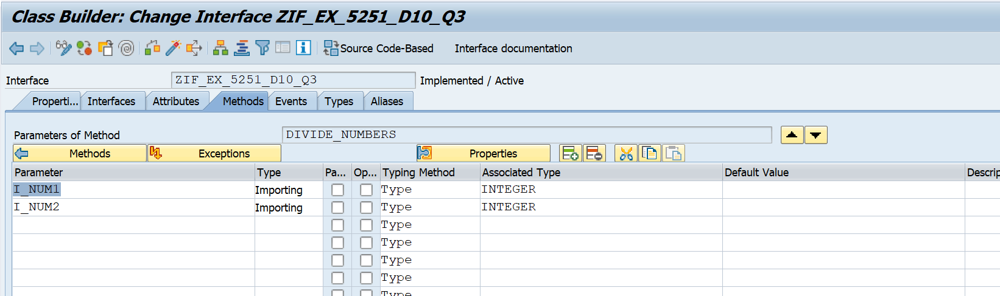 Class Builder: Change Interface ZIF_EX_5251_D10_Q3
Source Code-Based Interface documentation
Interface ZIF_EX_5251_D10_Q3 Implemented / Active
Properti... Interfaces Attributes Methods Events Types Aliases
Parameters of Method DIVIDE_NUMBERS
Methods Exceptions Properties
Parameter Type Pa... Op... Typing Method Associated Type Default Value Descrip
I_NUM1 Importing Type INTEGER
I_NUM2 Importing Type INTEGER
Type
Type
Type
Type
Type